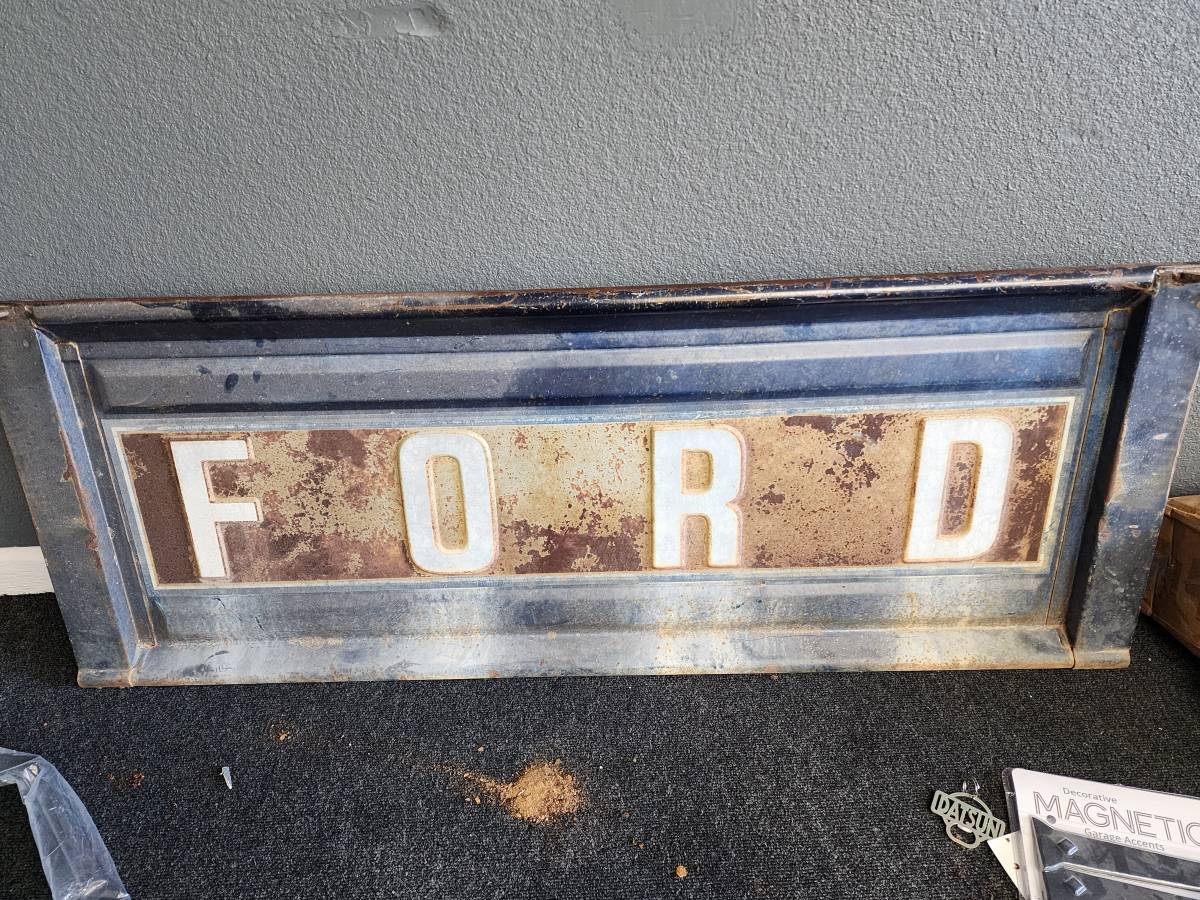 FORD
DATSUN
Decorative
MAGNETIC
Garage Accents